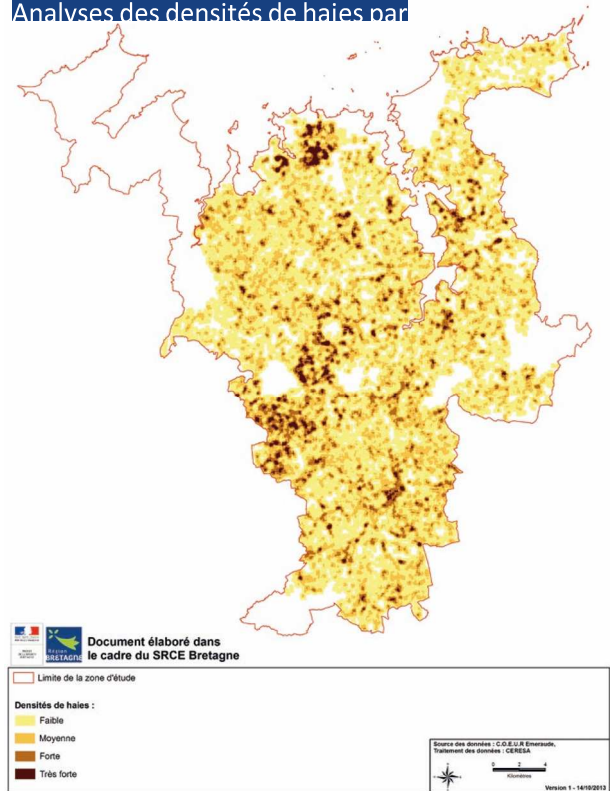 Analyses des densités de haies par
Région
BRETAGNE
Document élaboré dans
le cadre du SRCE Bretagne
Limite de la zone d'étude
Densités de haies :
Faible
Moyenne
Forte
Très forte
Source des données : C.O.E.U.R Emeraude,
Traitement des données : CERESA
0 2 4
Kilomètres
Version 1 - 14/10/2013